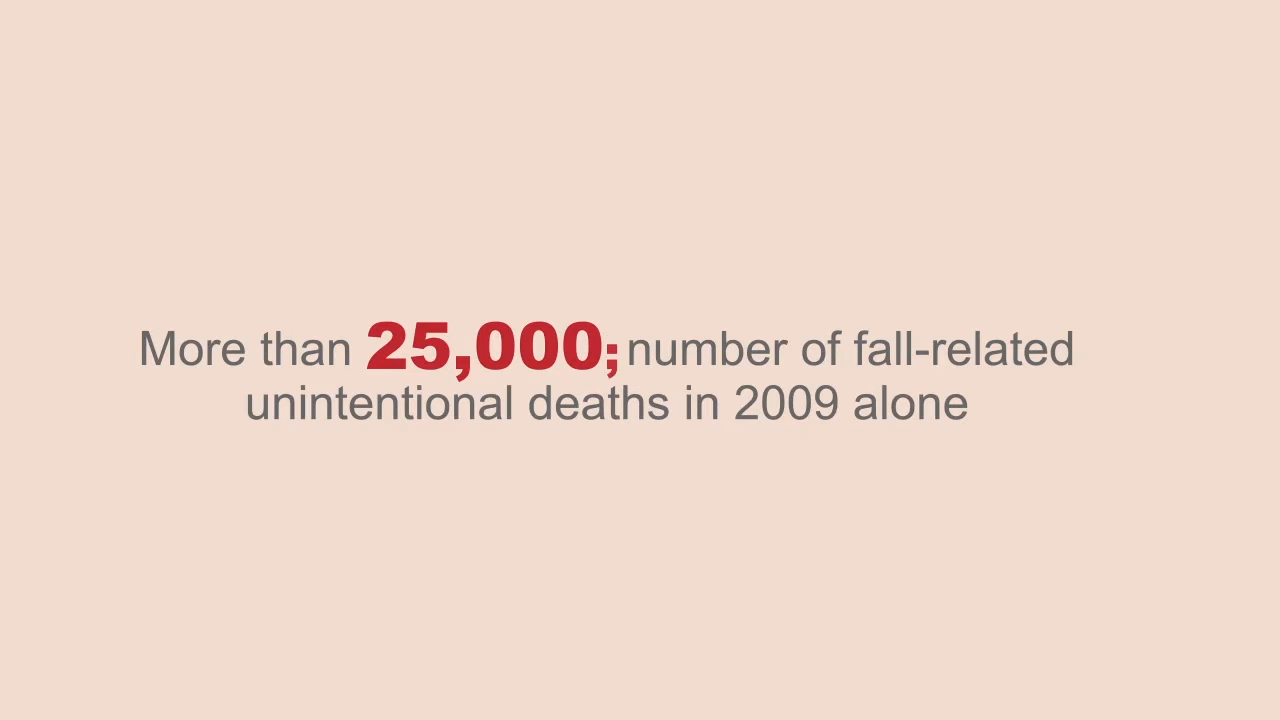 More than 25,000; number of fall-related
unintentional deaths in 2009 alone